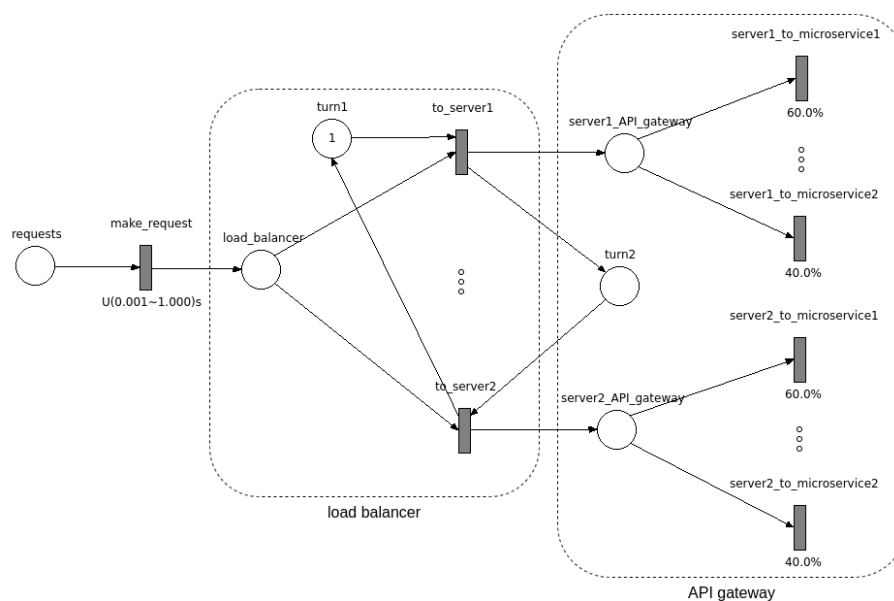 server1_to_microservice1
60.0%
turn1
1
to_server1
server1_API_gateway
server1_to_microservice2
40.0%
requests
make_request
U(0.001~1.000)s
load_balancer
turn2
server2_to_microservice1
60.0%
to_server2
server2_API_gateway
server2_to_microservice2
40.0%
load balancer
API gateway